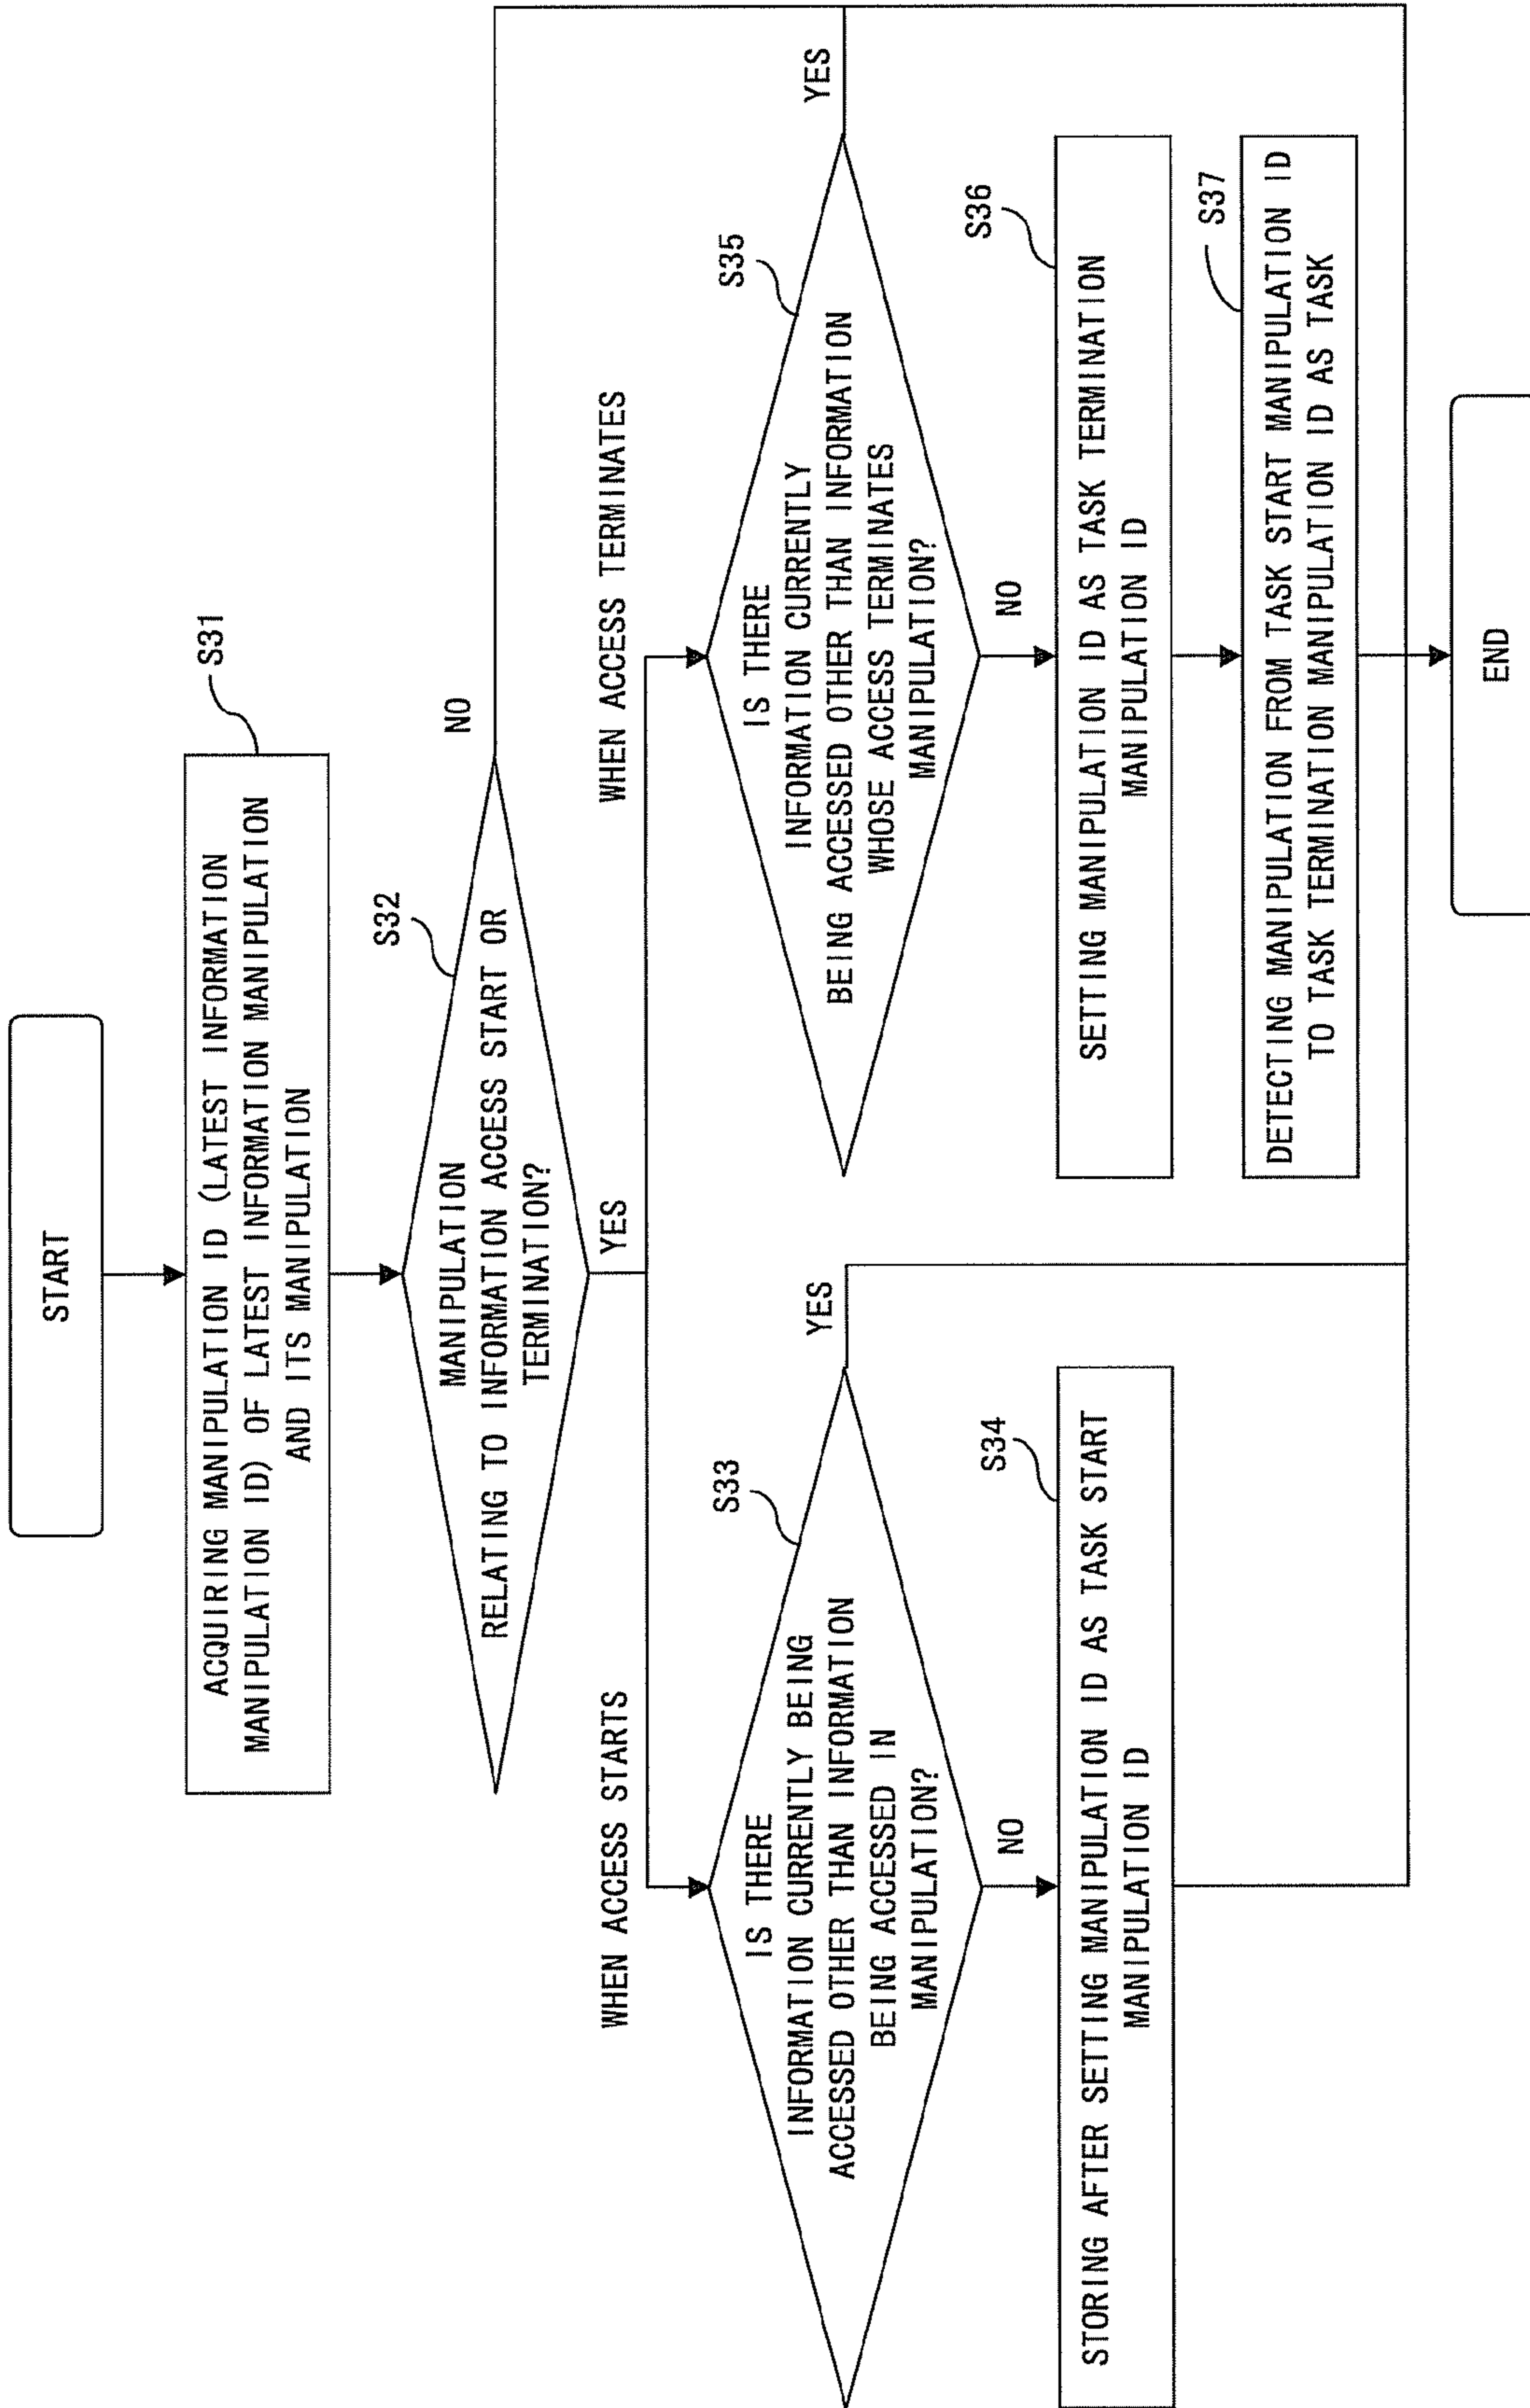 START
S31
ACQUIRING MANIPULATION ID (LATEST INFORMATION
MANIPULATION ID) OF LATEST INFORMATION MANIPULATION
AND ITS MANIPULATION
S32
MANIPULATION
RELATING TO INFORMATION ACCESS START OR
TERMINATION?
NO
YES
WHEN ACCESS STARTS
WHEN ACCESS TERMINATES
S33
IS THERE
INFORMATION CURRENTLY BEING
ACCESSED OTHER THAN INFORMATION
BEING ACCESSED IN
MANIPULATION?
YES
NO
S34
STORING AFTER SETTING MANIPULATION ID AS TASK START
MANIPULATION ID
S35
IS THERE
INFORMATION CURRENTLY
BEING ACCESSED OTHER THAN INFORMATION
WHOSE ACCESS TERMINATES
MANIPULATION?
YES
NO
S36
SETTING MANIPULATION ID AS TASK TERMINATION
MANIPULATION ID
S37
DETECTING MANIPULATION FROM TASK START MANIPULATION ID
TO TASK TERMINATION MANIPULATION ID AS TASK
END